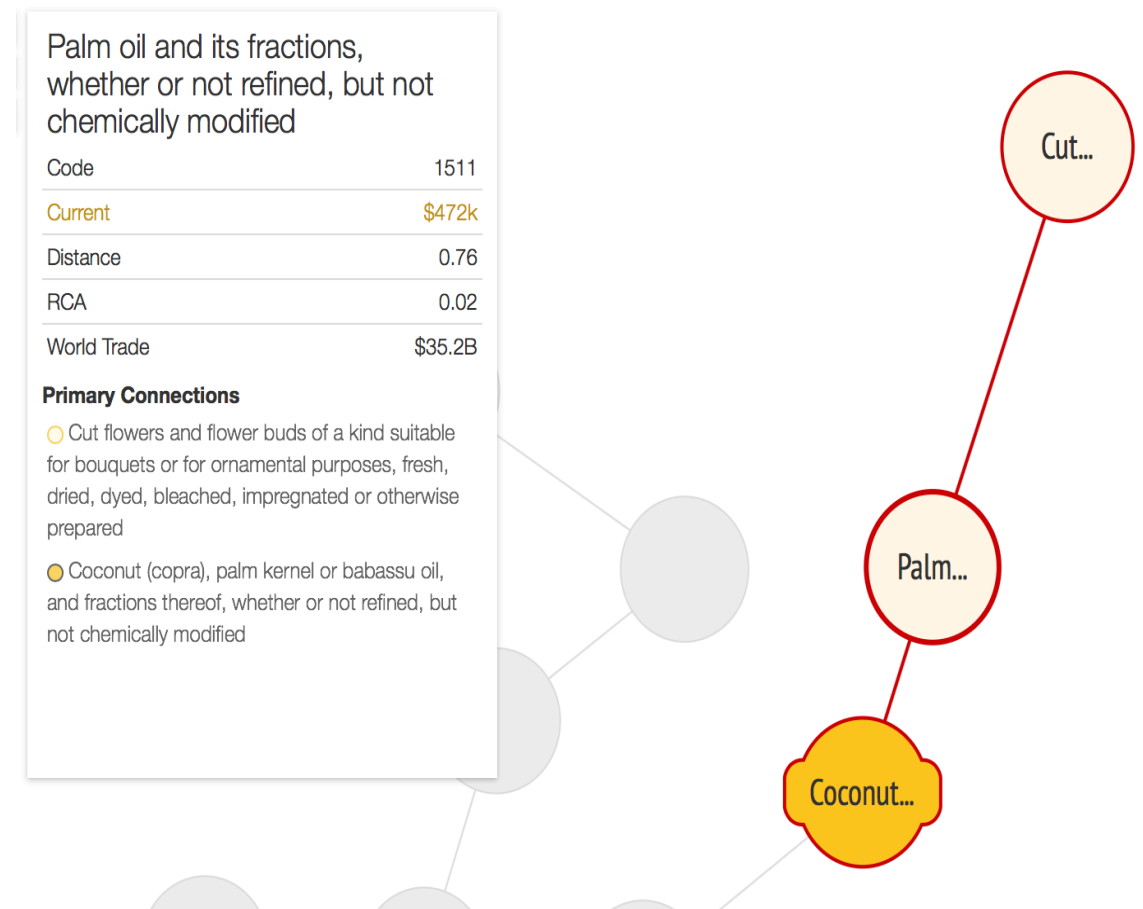 Palm oil and its fractions,
whether or not refined, but not
chemically modified
Code 1511
Current $472k
Distance 0.76
RCA 0.02
World Trade $35.2B
Primary Connections
Cut flowers and flower buds of a kind suitable
for bouquets or for ornamental purposes, fresh,
dried, dyed, bleached, impregnated or otherwise
prepared
Coconut (copra), palm kernel or babassu oil,
and fractions thereof, whether or not refined, but
not chemically modified
Cut...
Palm...
Coconut...